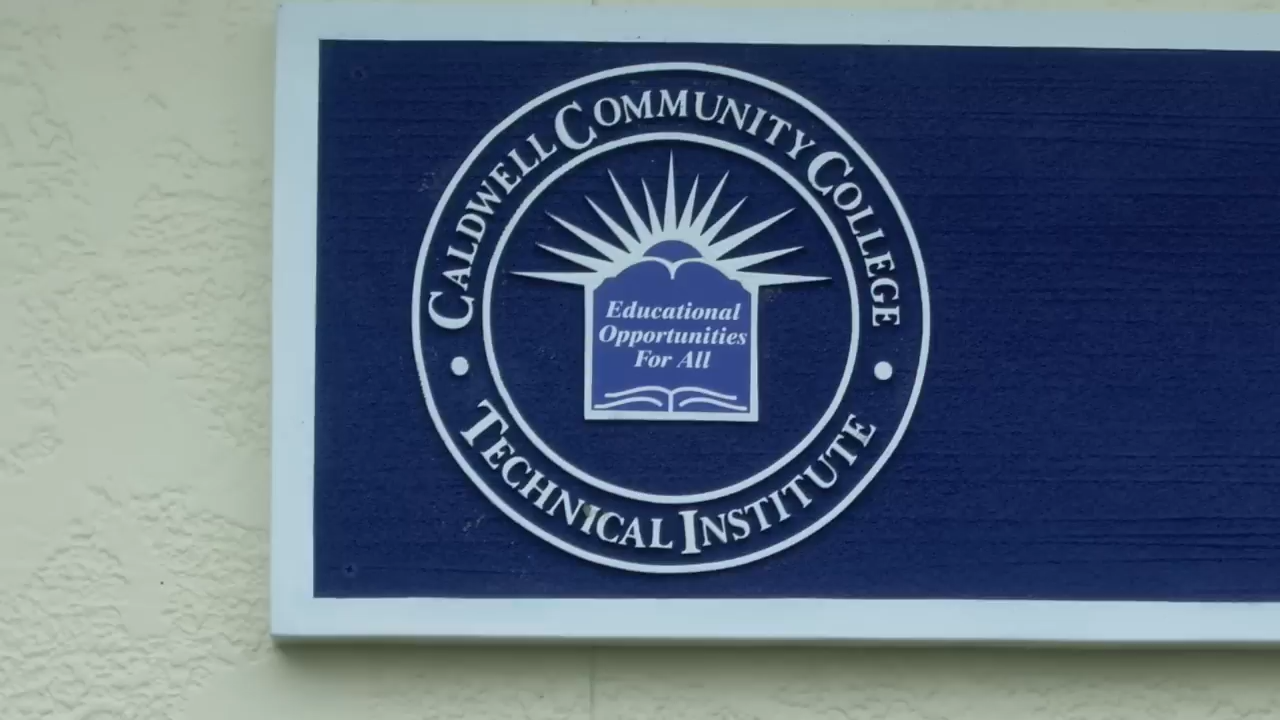 CALDWELL COMMUNITY COLLEGE
Educational
Opportunities
For All
TECHNICAL INSTITUTE